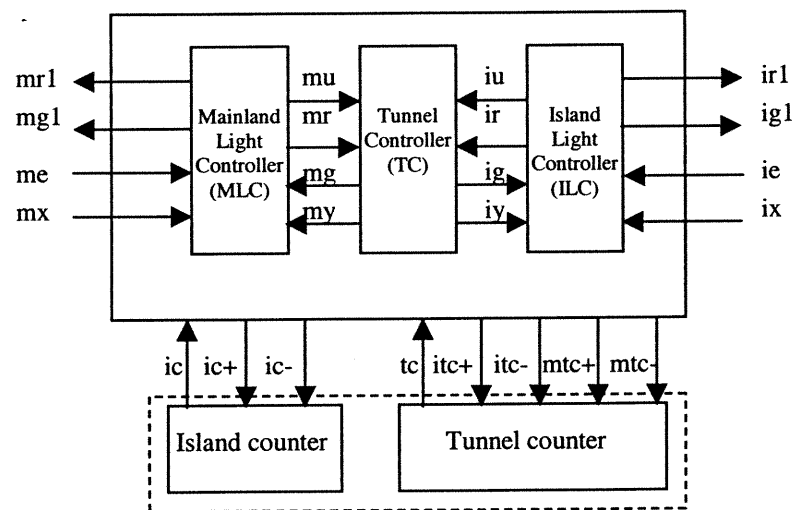 mr1
mg1
me
mx
Mainland
Light
Controller
(MLC)
mu
mr
mg
my
Tunnel
Controller
(TC)
iu
ir
ig
iy
Island
Light
Controller
(ILC)
ir1
ig1
ie
ix
ic ic+ ic- tc itc+ itc- mtc+ mtc-
Island counter
Tunnel counter